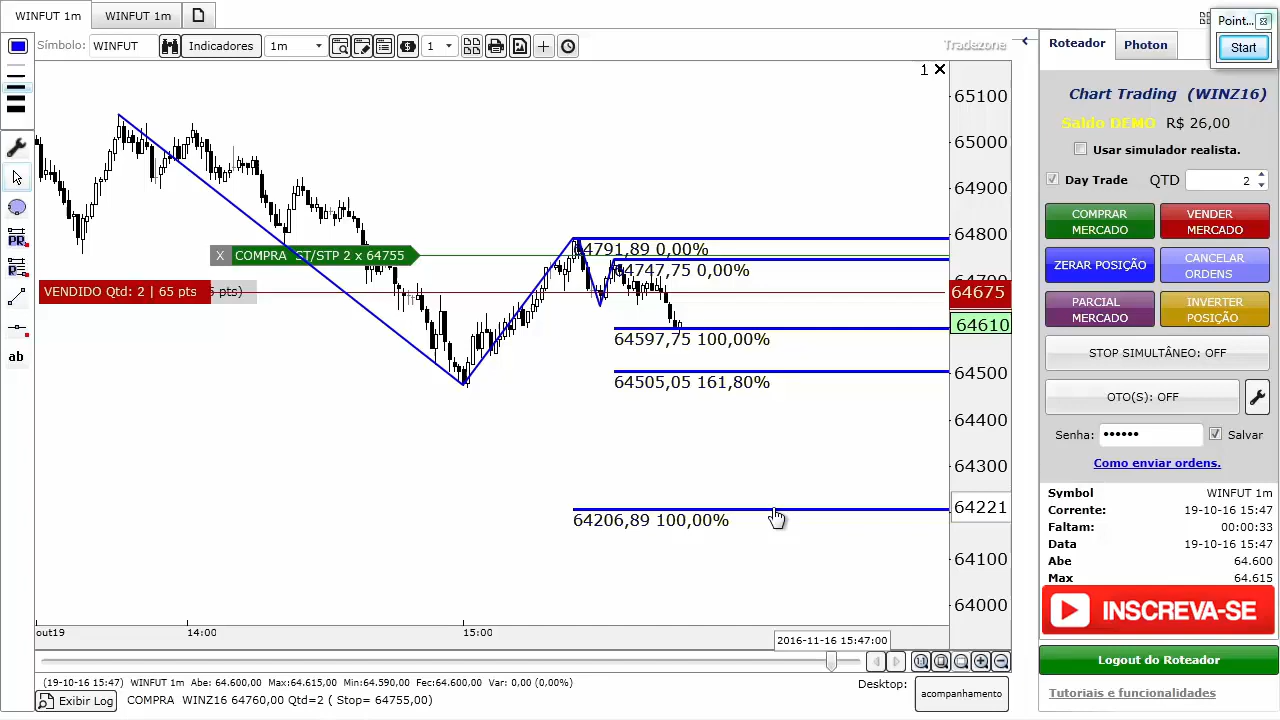 WINFUT 1m
WINFUT 1m
Símbolo:
WINFUT
Indicadores
1m
1
Tradezone
Point...
Start
Roteador
Photon
Chart Trading (WINZ16)
Saldo DEMO R$ 26,00
Usar simulador realista.
Day Trade
QTD
2
COMPRAR MERCADO
VENDER MERCADO
ZERAR POSIÇÃO
CANCELAR ORDENS
PARCIAL MERCADO
INVERTER POSIÇÃO
STOP SIMULTÂNEO: OFF
OTO(S): OFF
Senha:
••••••
Salvar
Como enviar ordens.
Symbol WINFUT 1m
Corrente: 19-10-16 15:47
Faltam: 00:00:33
Data 19-10-16 15:47
Abe 64.600
Max 64.615
INSCREVA-SE
Logout do Roteador
Tutoriais e funcionalidades
PR
ab
1
65100
65000
64900
64800
64675
64610
64500
64400
64300
64221
64100
64000
X COMPRA ST/STP 2 x 64755
VENDIDO Qtd: 2 | 65 pts
pts)
64791,89 0,00%
64747,75 0,00%
64597,75 100,00%
64505,05 161,80%
64206,89 100,00%
out19
14:00
15:00
2016-11-16 15:47:00
(19-10-16 15:47) WINFUT 1m Abe: 64.600,00 Max:64.615,00 Min:64.590,00 Fec:64.600,00 Var: 0,00 (0,00%)
Desktop:
acompanhamento
Exibir Log
COMPRA WINZ16 64760,00 Qtd=2 ( Stop= 64755,00)